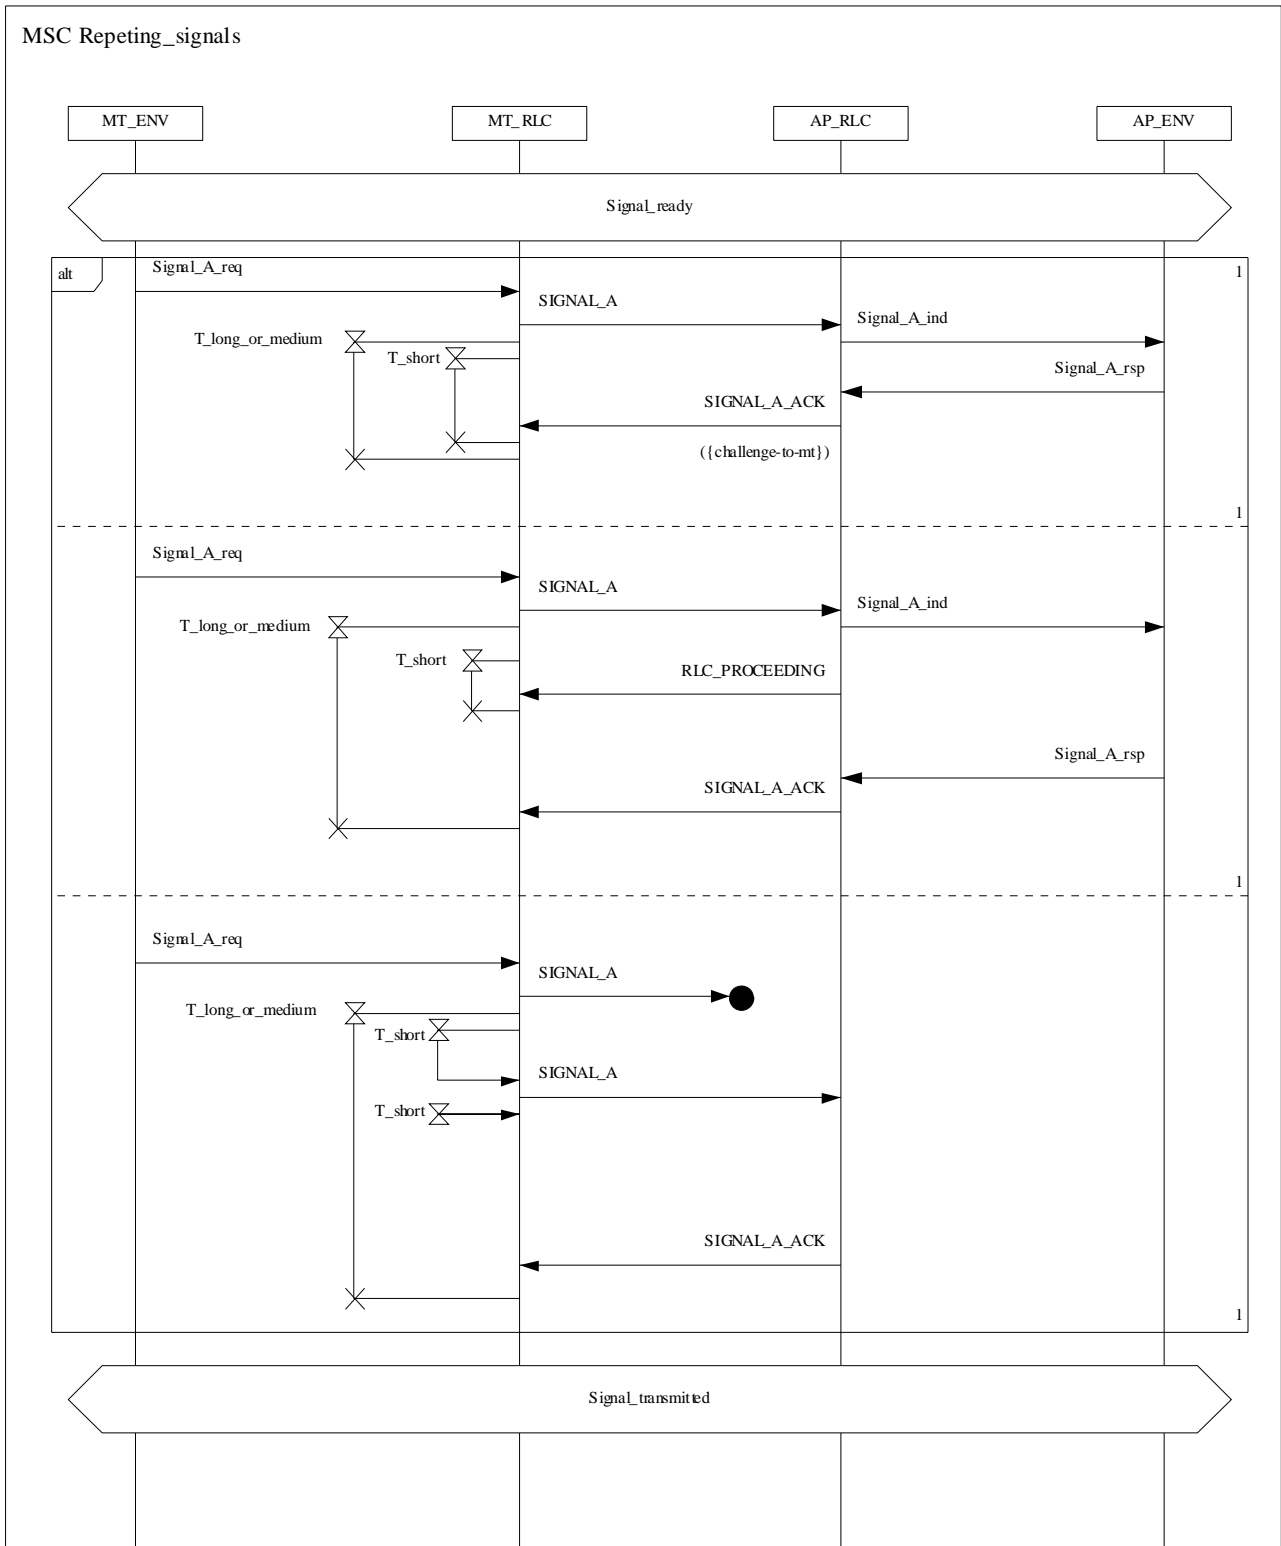 MSC Repeting_signals
MT_ENV
MT_RLC
AP_RLC
AP_ENV
Signal_ready
alt
1
Signal_A_req
SIGNAL_A
Signal_A_ind
T_long_or_medium
T_short
Signal_A_rsp
SIGNAL_A_ACK
({challenge-to-mt})
1
Signal_A_req
SIGNAL_A
Signal_A_ind
T_long_or_medium
T_short
RLC_PROCEEDING
Signal_A_rsp
SIGNAL_A_ACK
1
Signal_A_req
SIGNAL_A
T_long_or_medium
T_short
SIGNAL_A
T_short
SIGNAL_A_ACK
1
Signal_transmitted